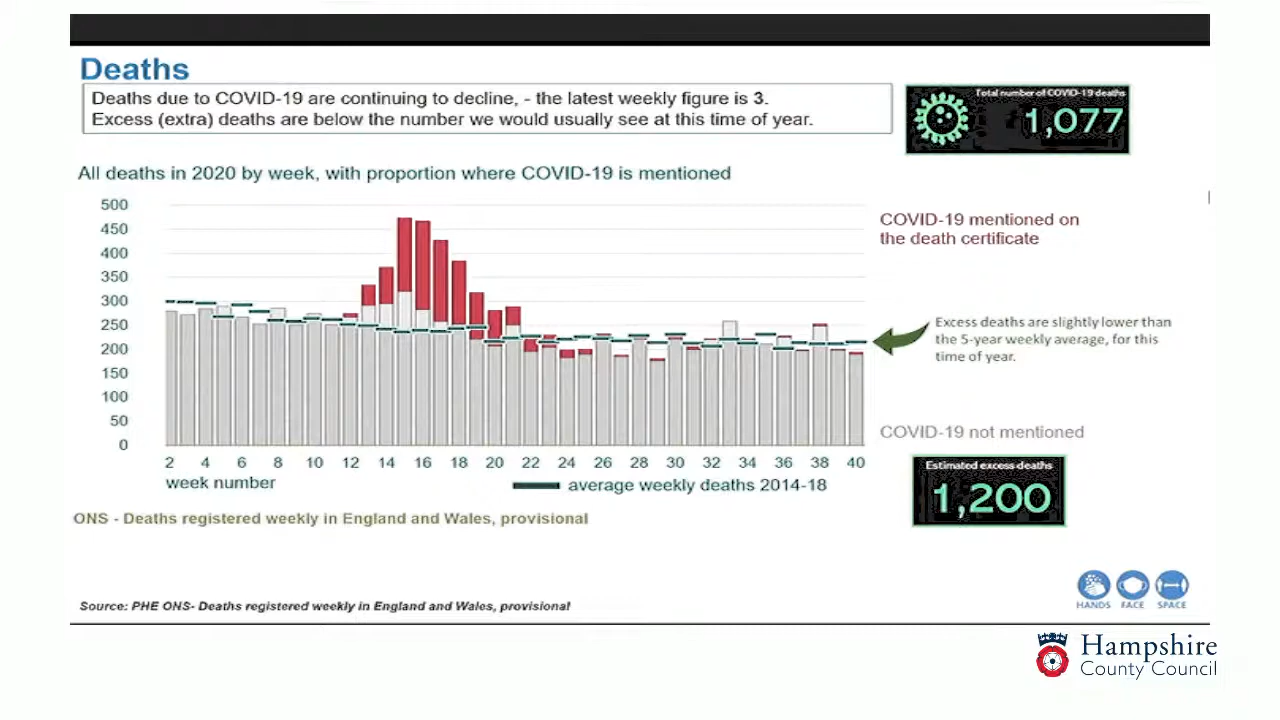 Deaths
Deaths due to COVID-19 are continuing to decline, - the latest weekly figure is 3.
Excess (extra) deaths are below the number we would usually see at this time of year.
Total number of COVID-19 deaths
1,077
All deaths in 2020 by week, with proportion where COVID-19 is mentioned
500
450
400
350
300
250
200
150
100
50
0
2 4 6 8 10 12 14 16 18 20 22 24 26 28 30 32 34 36 38 40
week number
average weekly deaths 2014-18
COVID-19 mentioned on
the death certificate
Excess deaths are slightly lower than
the 5-year weekly average, for this
time of year.
COVID-19 not mentioned
Estimated excess deaths
1,200
ONS - Deaths registered weekly in England and Wales, provisional
Source: PHE ONS- Deaths registered weekly in England and Wales, provisional
HANDS FACE SPACE
Hampshire
County Council